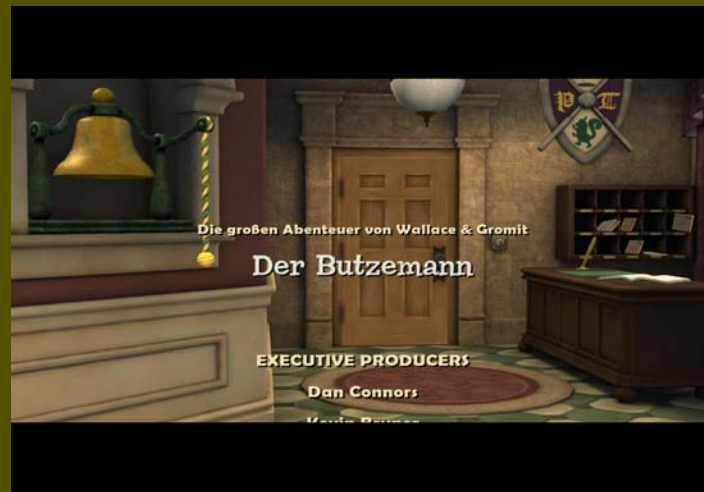 P T
Die großen Abenteuer von Wallace & Gromit
Der Butzemann
EXECUTIVE PRODUCERS
Dan Connors